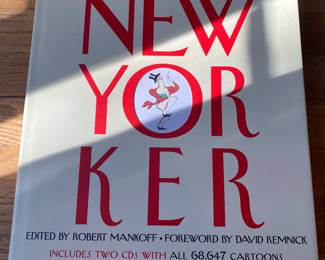 NEW
YOR
KER
EDITED BY ROBERT MANKOFF • FOREWORD BY DAVID REMNICK
INCLUDES TWO CDs WITH ALL 68,647 CARTOONS